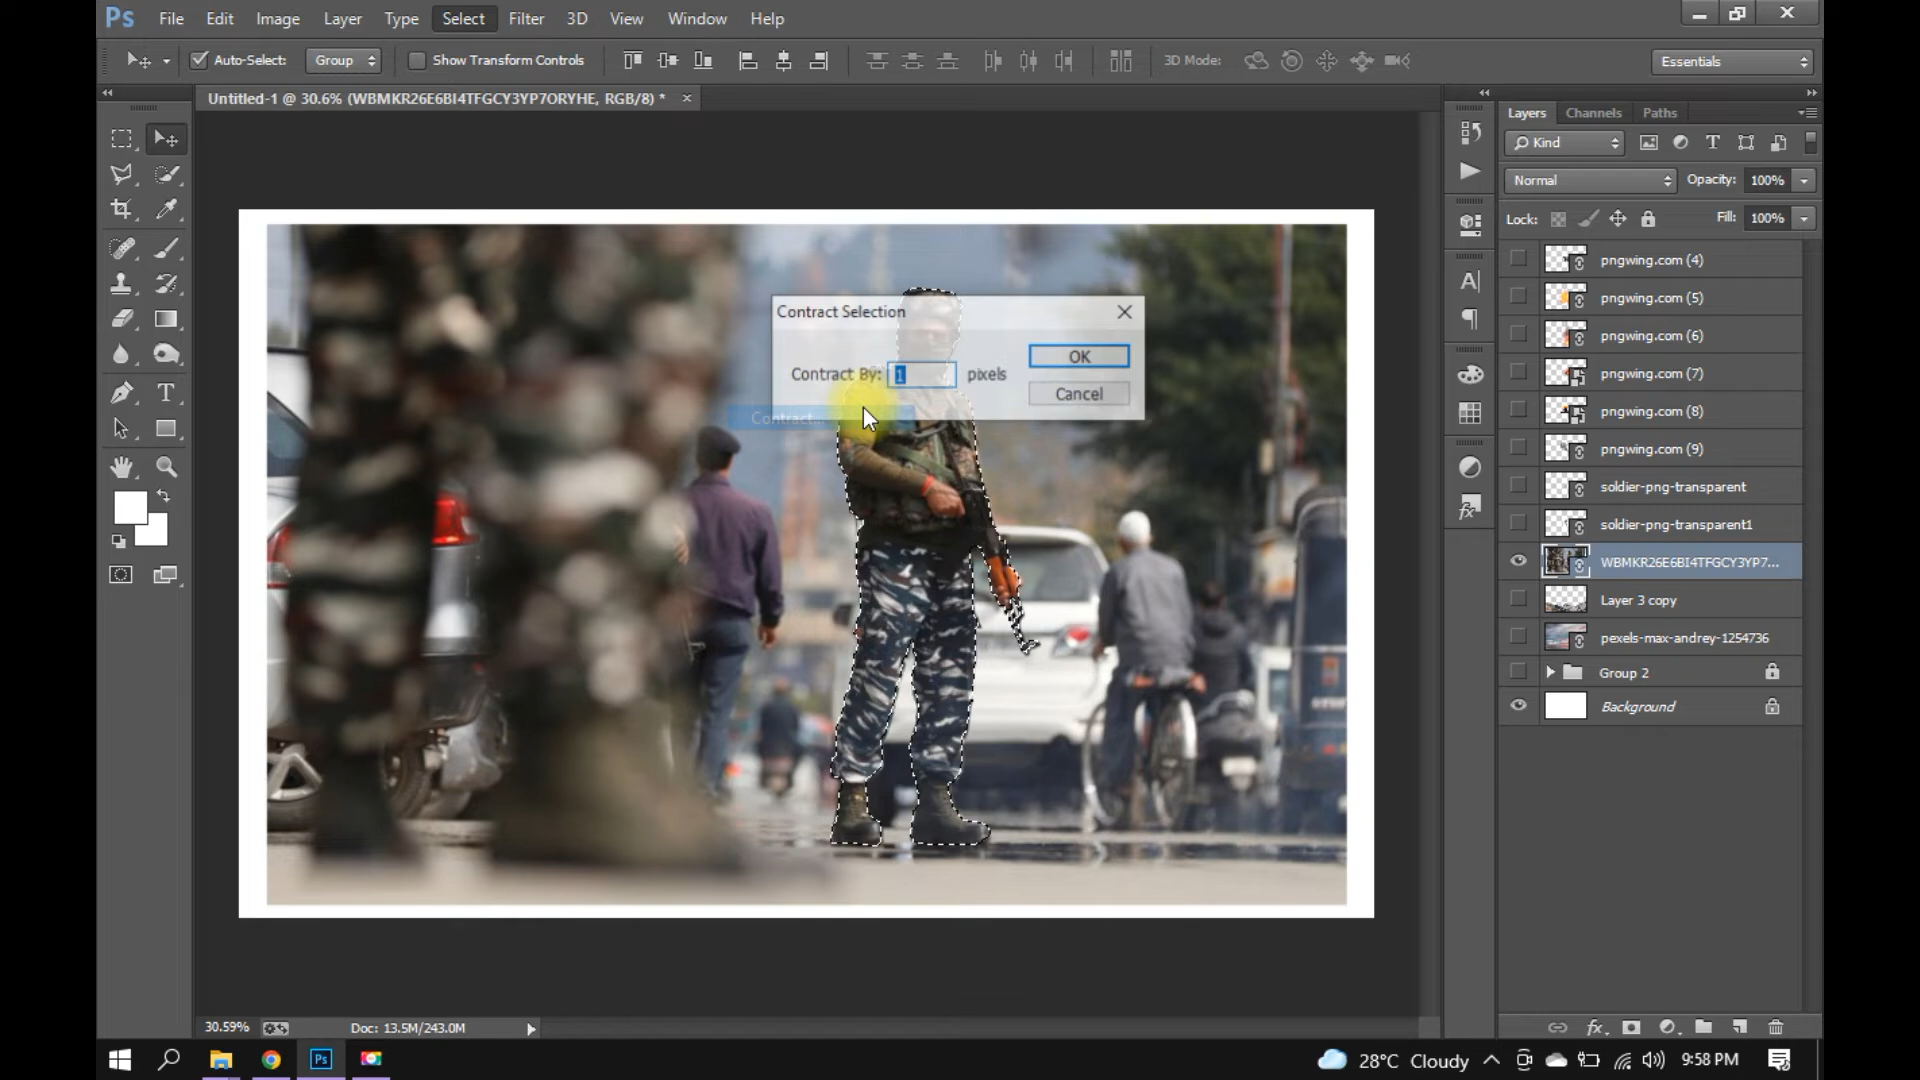 Ps File Edit Image Layer Type Select Filter 3D View Window Help
Auto-Select: Group Show Transform Controls 3D Mode: Essentials
Untitled-1 @ 30.6% (WBMKR26E6BI4TFGCY3YP7ORYHE, RGB/8) *
Layers Channels Paths
Kind
Normal Opacity: 100%
Lock: Fill: 100%
pngwing.com (4)
pngwing.com (5)
pngwing.com (6)
pngwing.com (7)
pngwing.com (8)
pngwing.com (9)
soldier-png-transparent
soldier-png-transparent1
WBMKR26E6BI4TFGCY3YP7...
Layer 3 copy
pexels-max-andrey-1254736
Group 2
Background
Contract Selection
Contract By: 1 pixels
OK
Cancel
Contract...
30.59% Doc: 13.5M/243.0M
Ps 28°C Cloudy 9:58 PM